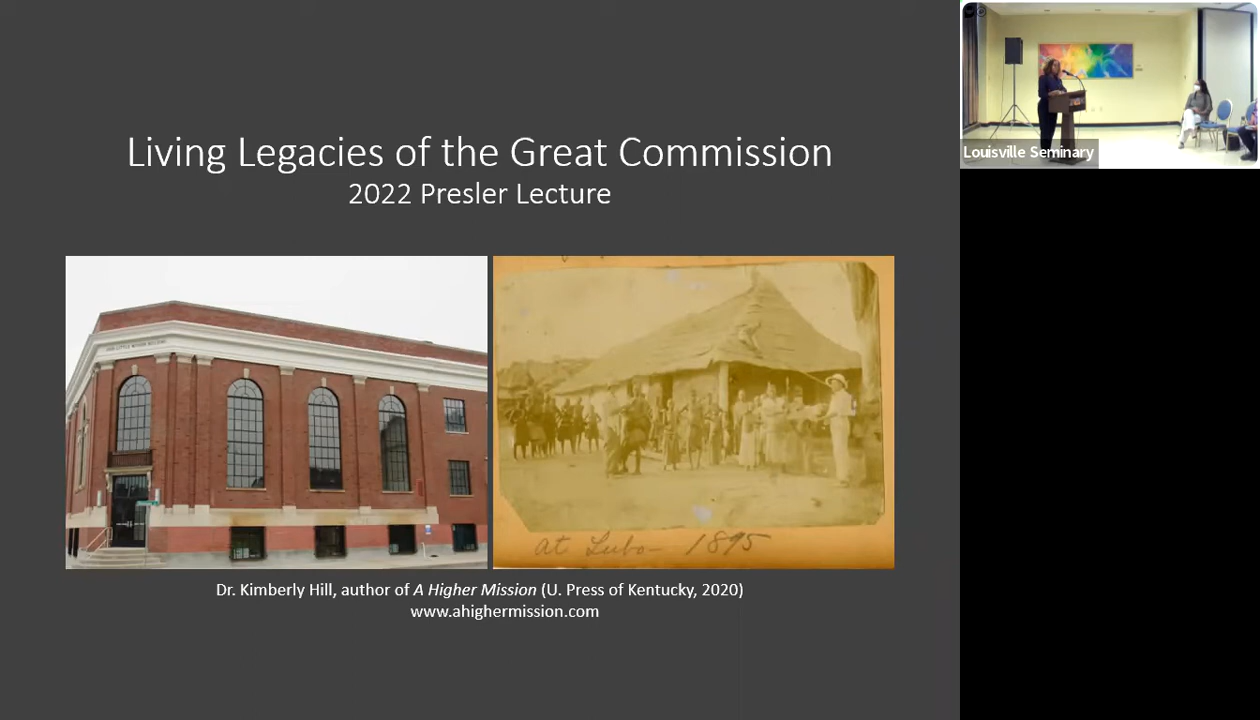 Living Legacies of the Great Commission
2022 Presler Lecture
at Lubo - 1895
Dr. Kimberly Hill, author of A Higher Mission (U. Press of Kentucky, 2020)
www.ahighermission.com
Louisville Seminary